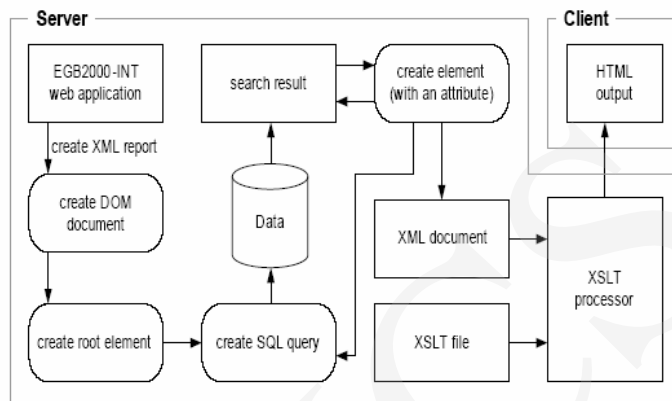 Server
Client
EGB2000-INT
web application
search result
create element
(with an attribute)
HTML
output
create XML report
create DOM
document
Data
XML document
XSLT
processor
create root element
create SQL query
XSLT file